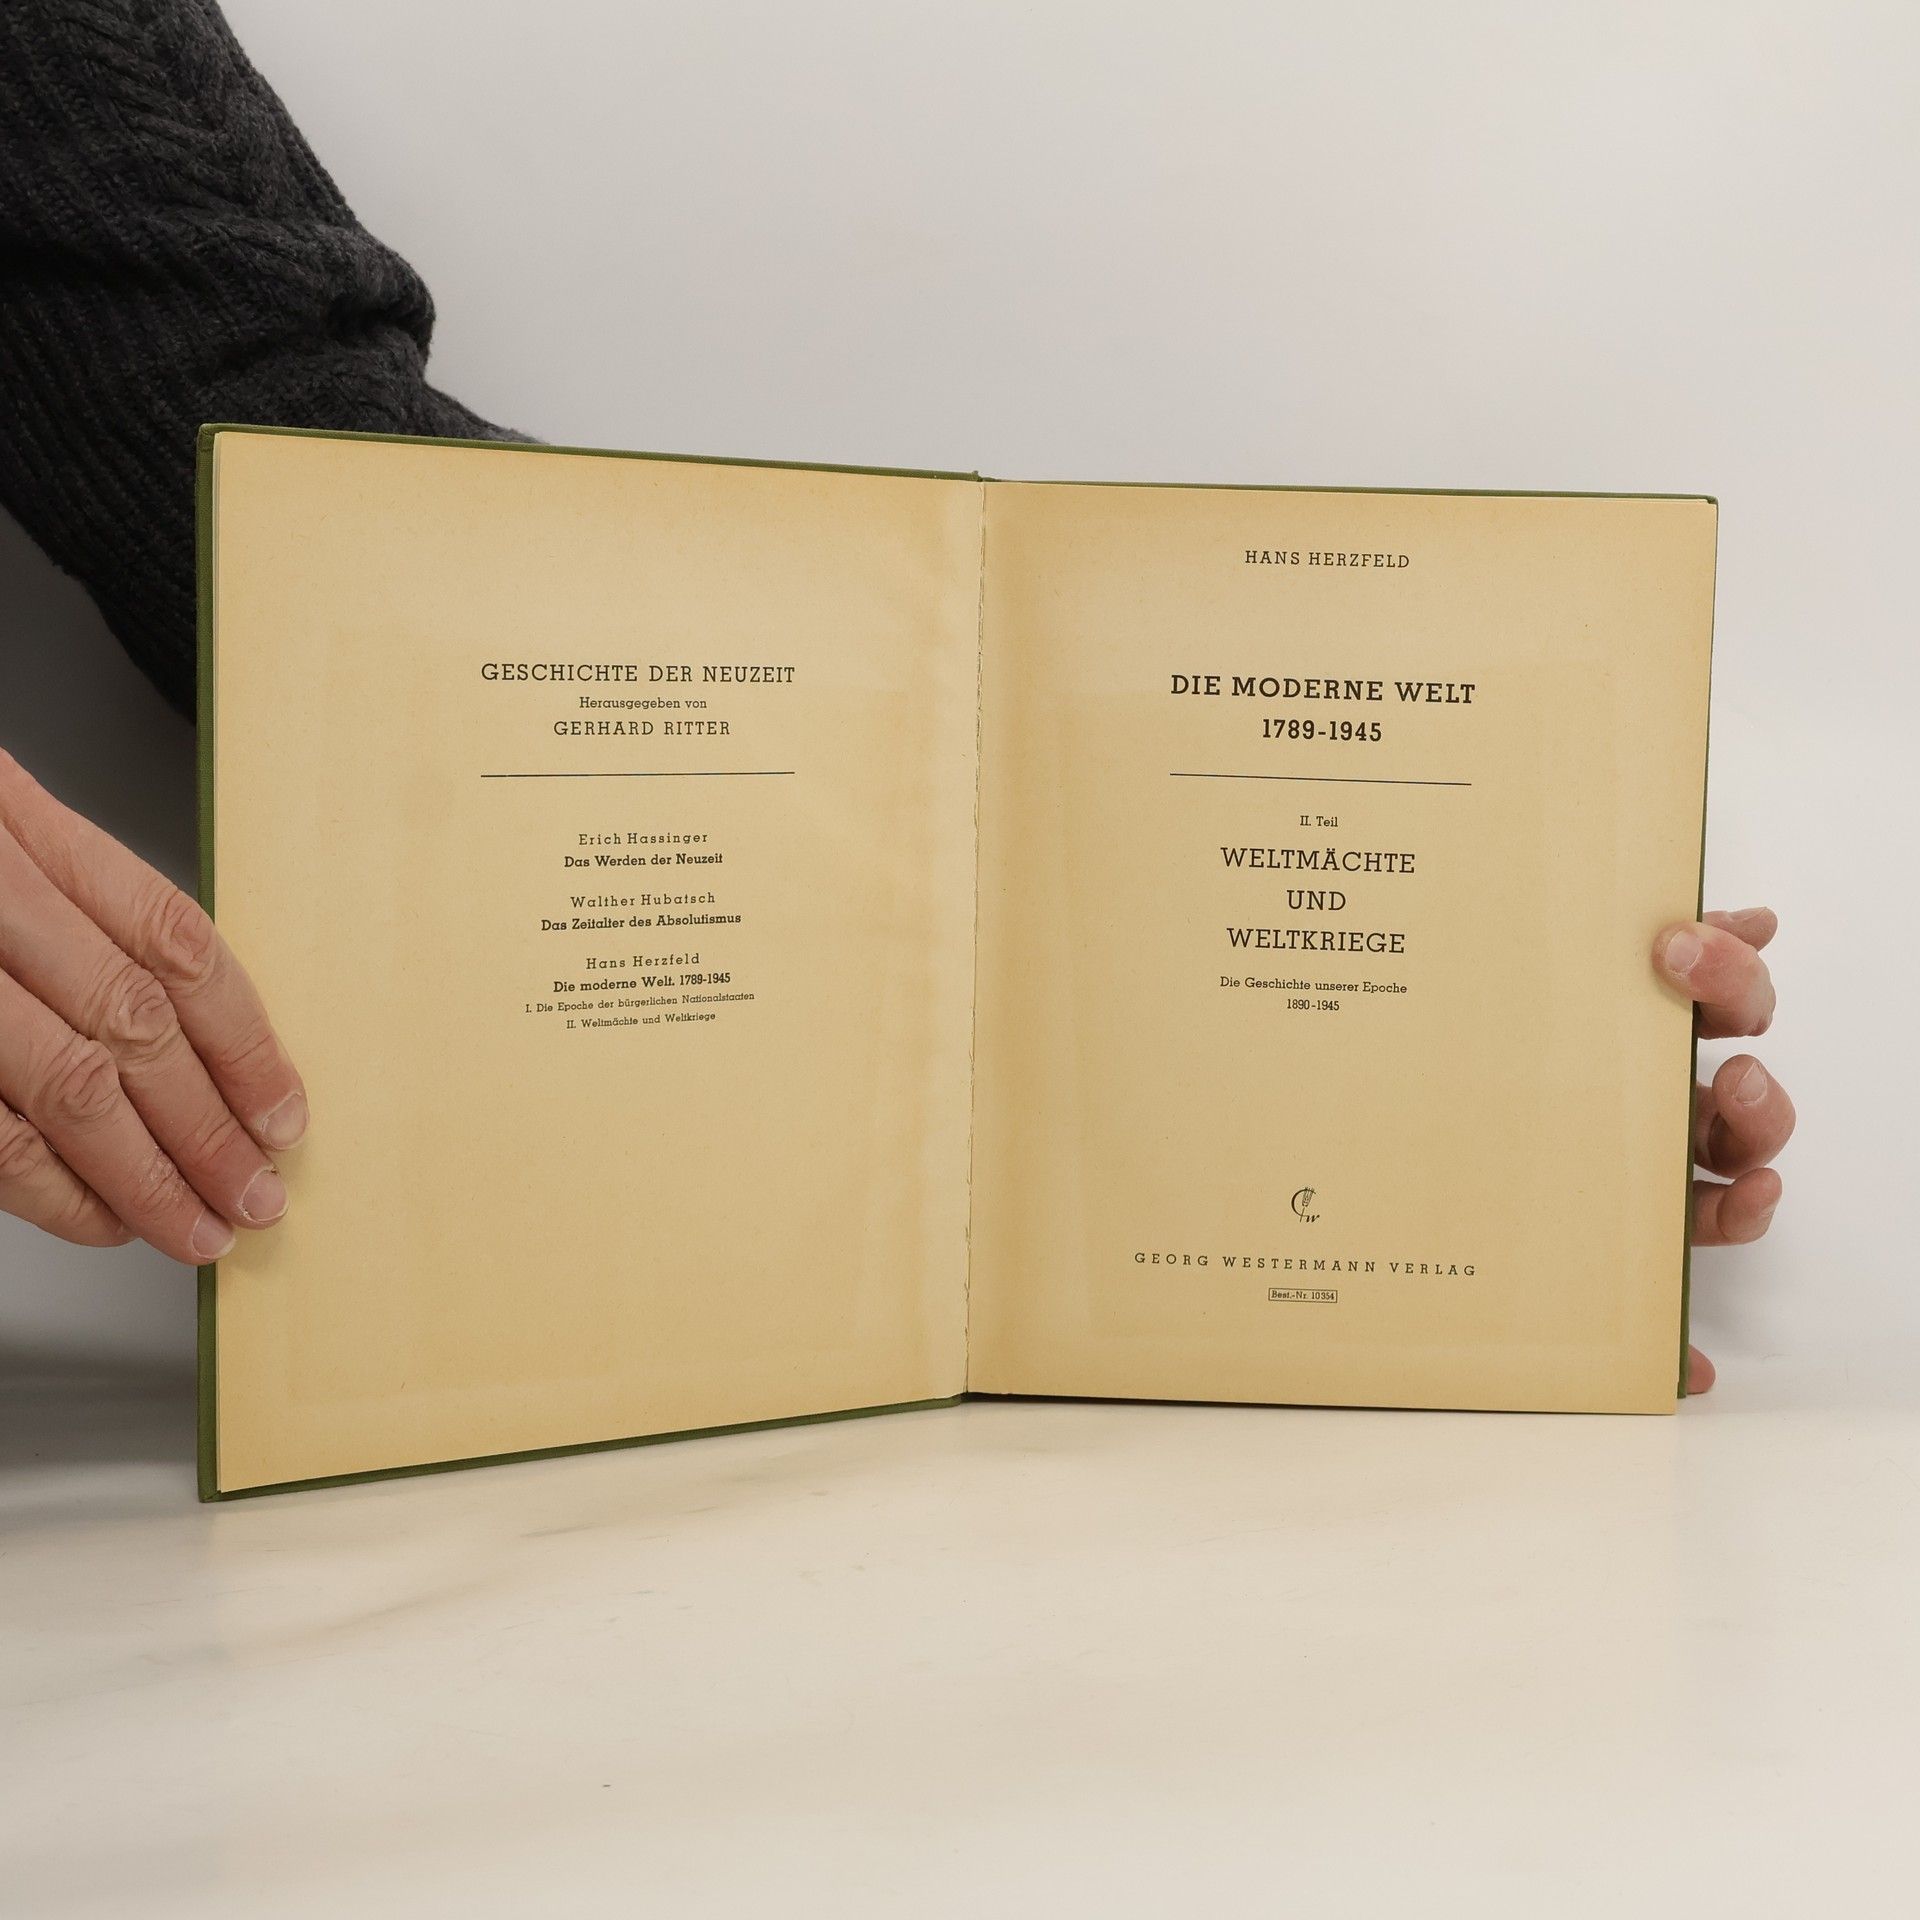 GESCHICHTE DER NEUZEIT
Herausgegeben von
GERHARD RITTER
Erich Hassinger
Das Werden der Neuzeit
Walther Hubatsch
Das Zeitalter des Absolutismus
Hans Herzfeld
Die moderne Welt. 1789-1945
I. Die Epoche der bürgerlichen Nationalstaaten
II. Weltmächte und Weltkriege
HANS HERZFELD
DIE MODERNE WELT
1789-1945
II. Teil
WELTMÄCHTE
UND
WELTKRIEGE
Die Geschichte unserer Epoche
1890-1945
GEORG WESTERMANN VERLAG
Best.-Nr. 10354